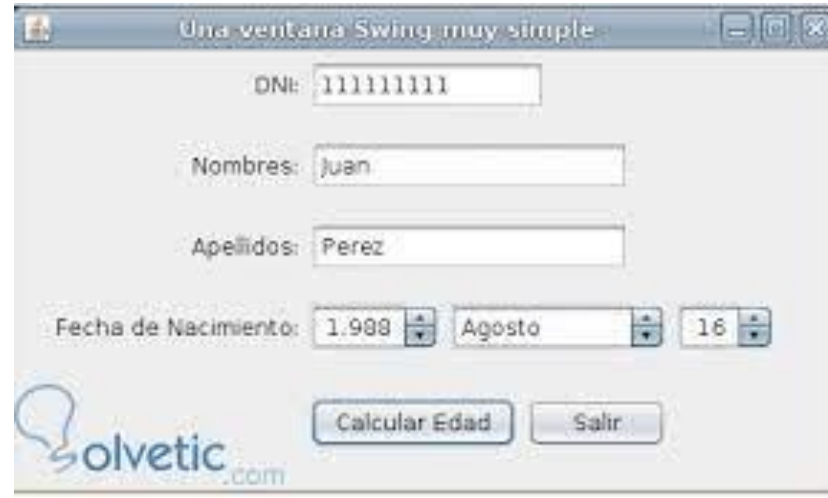 Una ventana Swing muy simple
DNI: 111111111
Nombres: Juan
Apellidos: Perez
Fecha de Nacimiento: 1.988 Agosto 16
Calcular Edad Salir
Solvetic.com